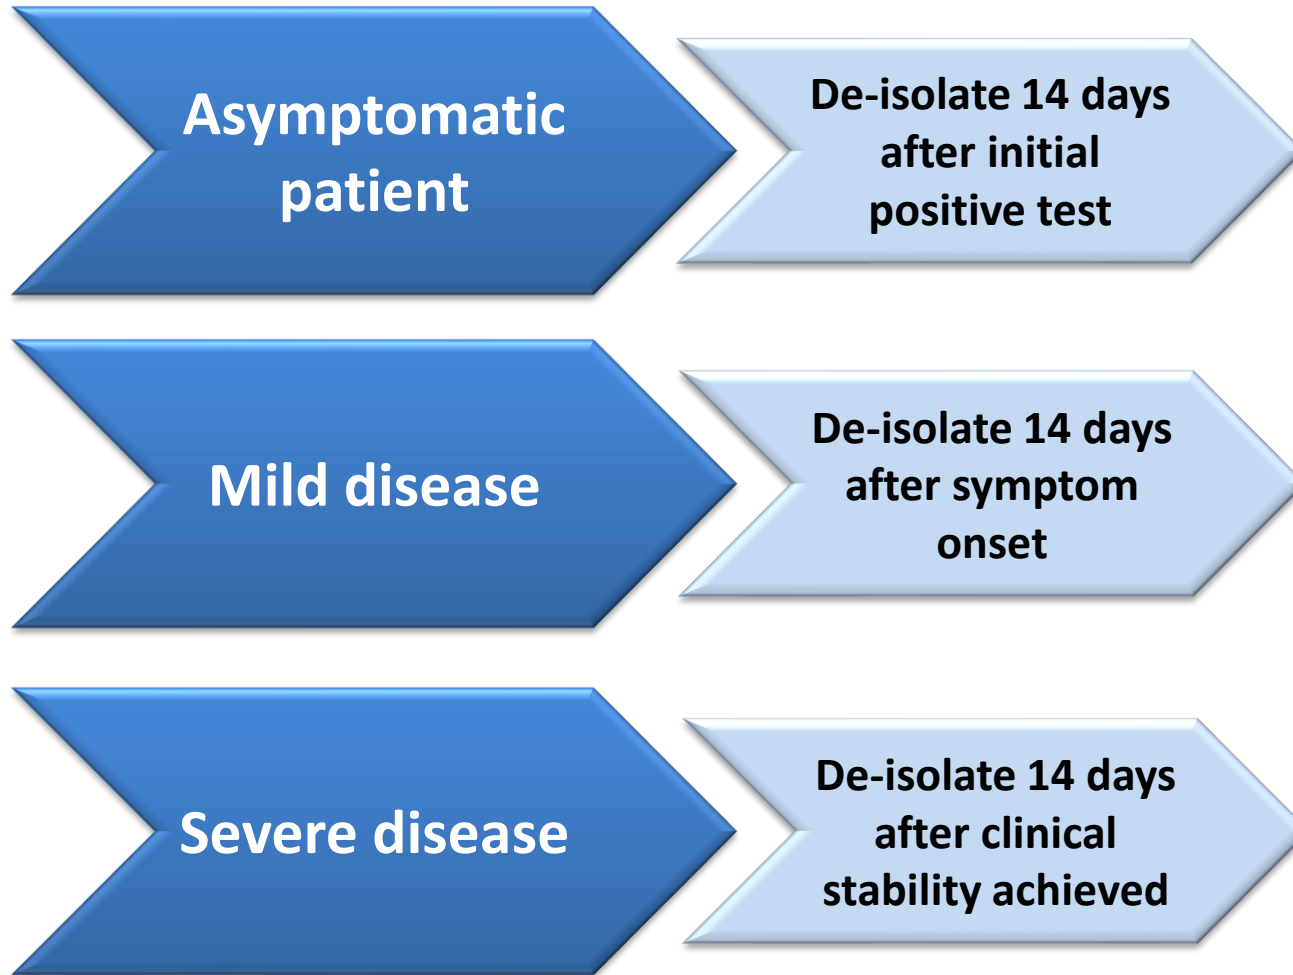 Asymptomatic
patient
De-isolate 14 days
after initial
positive test
Mild disease
De-isolate 14 days
after symptom
onset
Severe disease
De-isolate 14 days
after clinical
stability achieved